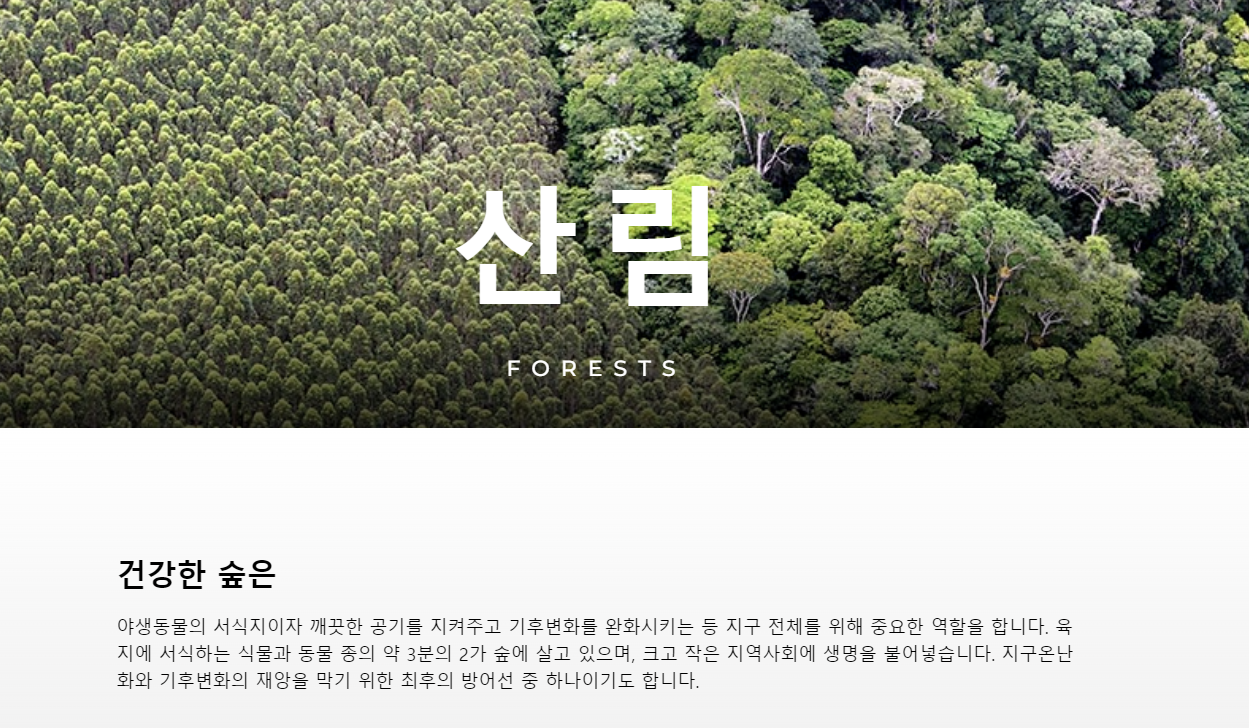 산림
FORESTS
건강한 숲은
야생동물의 서식지이자 깨끗한 공기를 지켜주고 기후변화를 완화시키는 등 지구 전체를 위해 중요한 역할을 합니다. 육
지에 서식하는 식물과 동물 종의 약 3분의 2가 숲에 살고 있으며, 크고 작은 지역사회에 생명을 불어넣습니다. 지구온난
화와 기후변화의 재앙을 막기 위한 최후의 방어선 중 하나이기도 합니다.